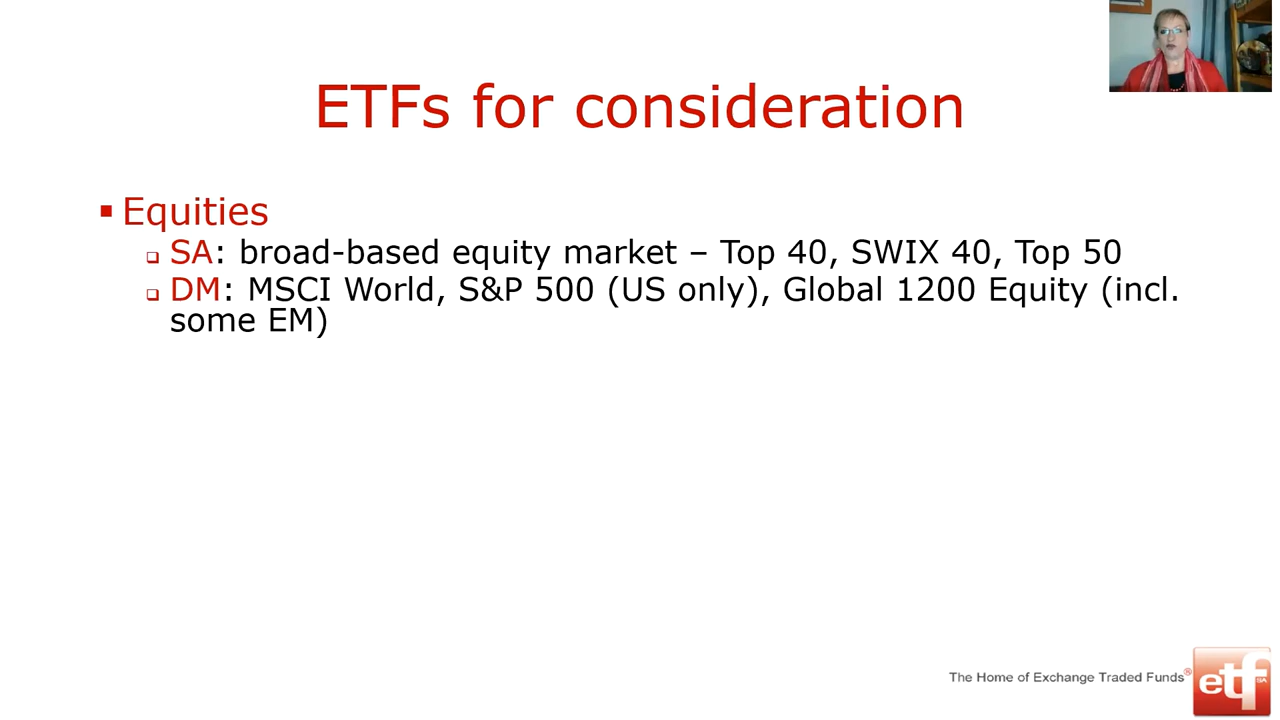 ETFs for consideration
Equities
SA: broad-based equity market – Top 40, SWIX 40, Top 50
DM: MSCI World, S&P 500 (US only), Global 1200 Equity (incl.
some EM)
The Home of Exchange Traded Funds®
etf
SA